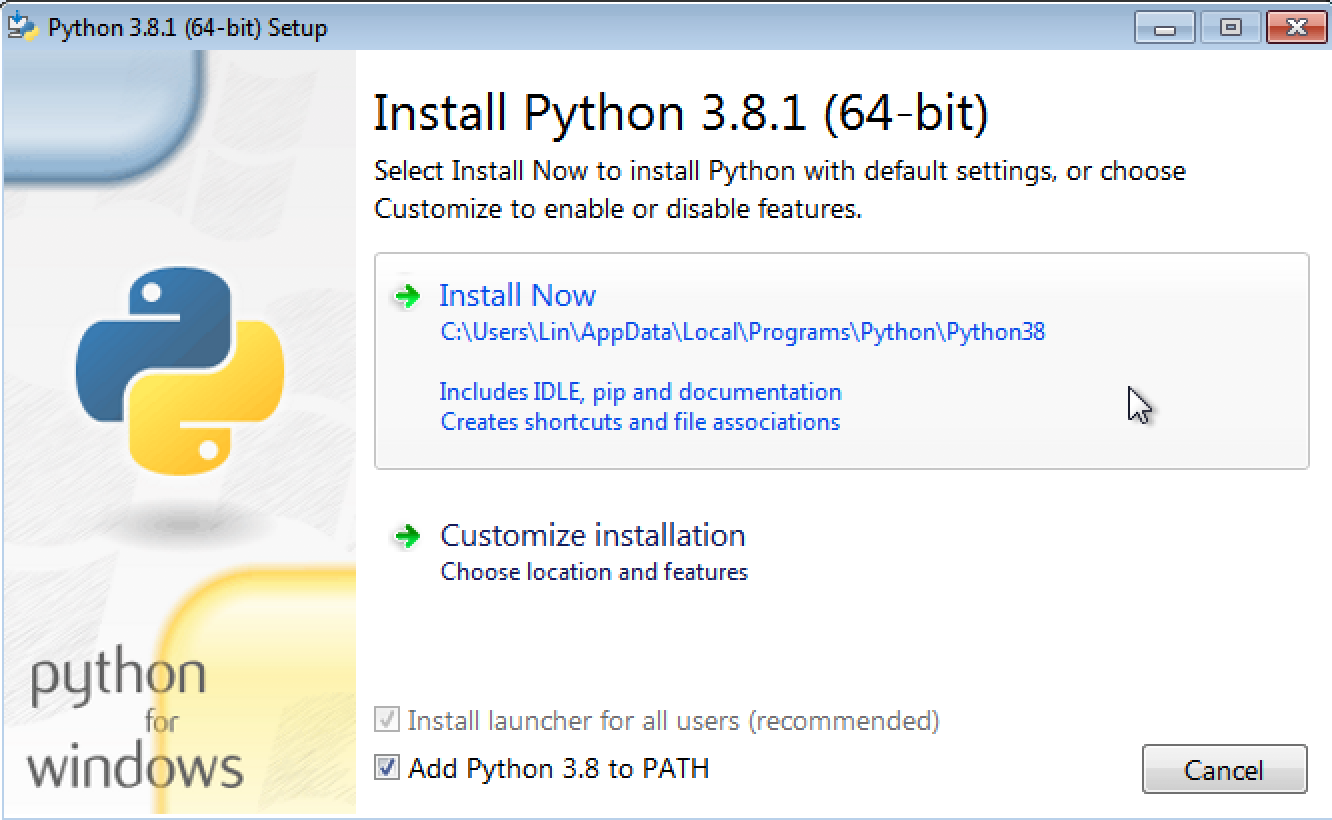 Python 3.8.1 (64-bit) Setup
Install Python 3.8.1 (64-bit)
Select Install Now to install Python with default settings, or choose
Customize to enable or disable features.
Install Now
C:\Users\Lin\AppData\Local\Programs\Python\Python38
Includes IDLE, pip and documentation
Creates shortcuts and file associations
Customize installation
Choose location and features
Install launcher for all users (recommended)
Add Python 3.8 to PATH
Cancel
python
for
windows